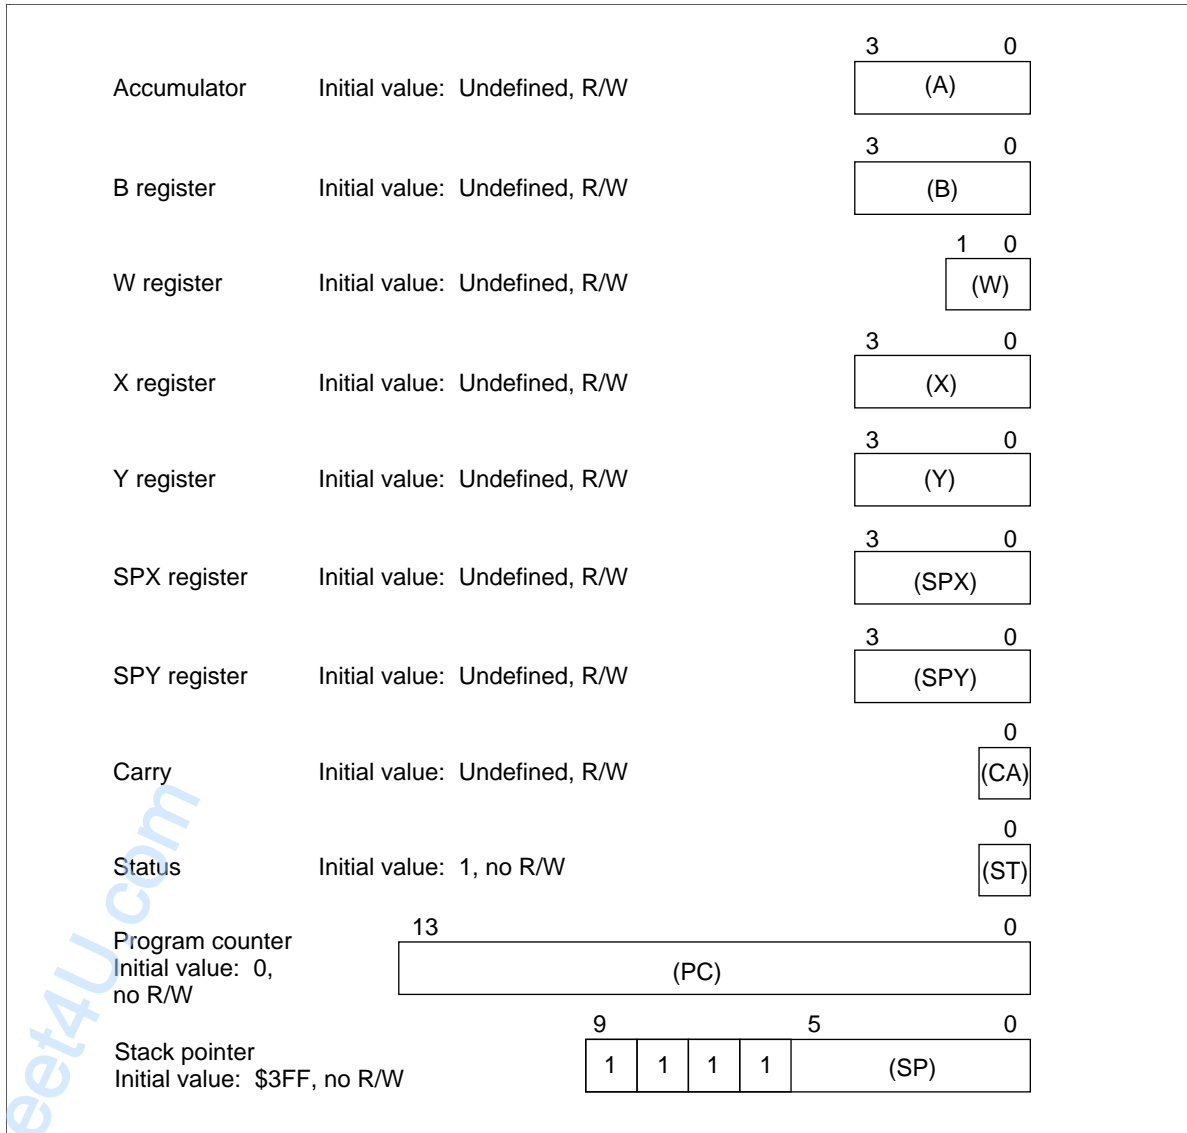 3 0
Accumulator Initial value: Undefined, R/W (A)
3 0
B register Initial value: Undefined, R/W (B)
1 0
W register Initial value: Undefined, R/W (W)
3 0
X register Initial value: Undefined, R/W (X)
3 0
Y register Initial value: Undefined, R/W (Y)
3 0
SPX register Initial value: Undefined, R/W (SPX)
3 0
SPY register Initial value: Undefined, R/W (SPY)
0
Carry Initial value: Undefined, R/W (CA)
0
Status Initial value: 1, no R/W (ST)
13 0
Program counter
Initial value: 0, (PC)
no R/W
9 5 0
Stack pointer 1 1 1 1 (SP)
Initial value: $3FF, no R/W
eet4U.com